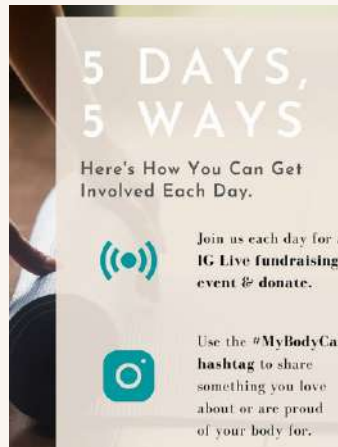 5 DAYS,
5 WAYS
Here's How You Can Get
Involved Each Day.
Join us each day for
IG Live fundraising
event & donate.
Use the #MyBodyCa
hashtag to share
something you love
about or are proud
of your body for.